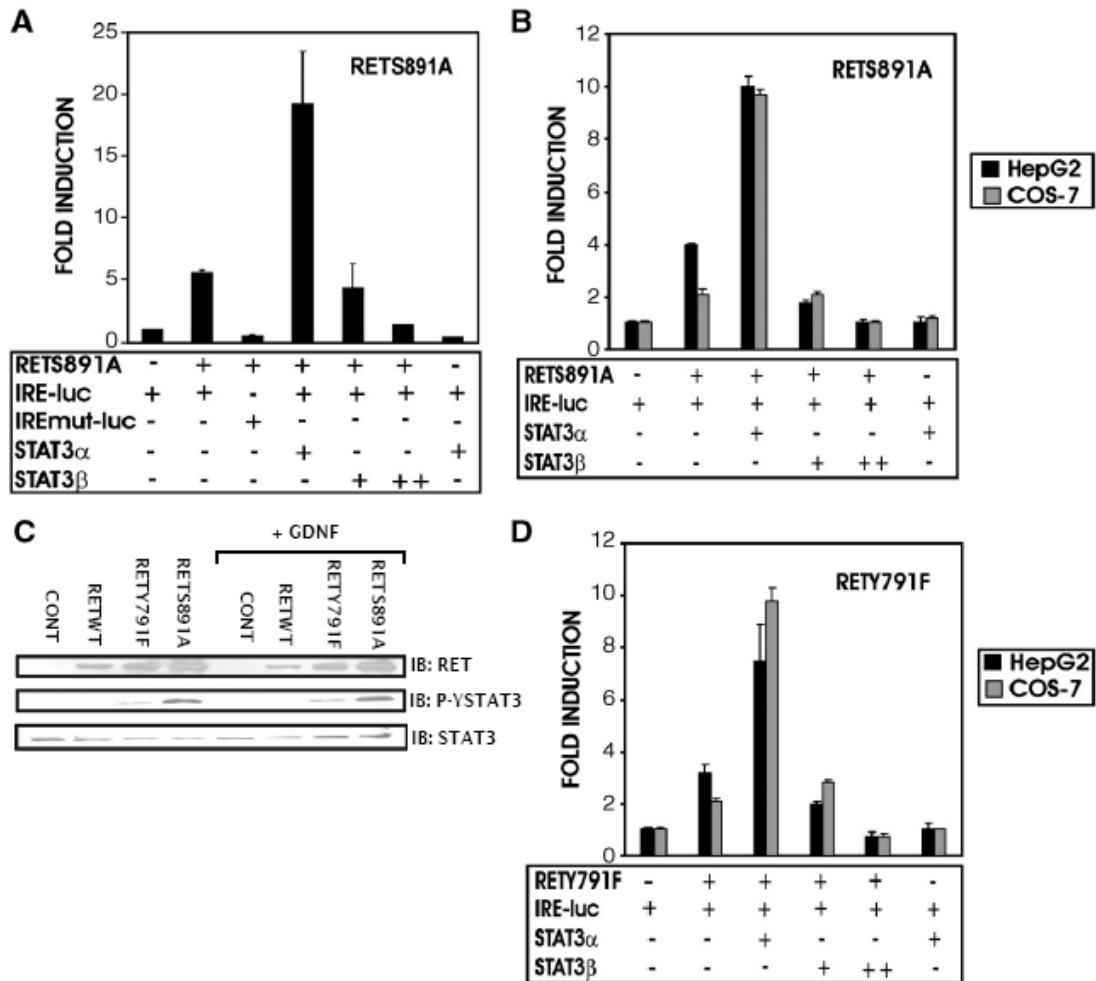 A
RETS891A
FOLD INDUCTION
25
20
15
10
5
0
RETS891A - + + + + + -
IRE-luc + + - + + + +
IREmut-luc - - + - - - -
STAT3α - - - + - - +
STAT3β - - - - + ++ -
B
RETS891A
FOLD INDUCTION
12
10
8
6
4
2
0
HepG2
COS-7
RETS891A - + + + + -
IRE-luc + + + + + +
STAT3α - - + - - +
STAT3β - - - + ++ -
C
+ GDNF
CONT RETWT RETY791F RETS891A CONT RETWT RETY791F RETS891A
IB: RET
IB: P-YSTAT3
IB: STAT3
D
RETY791F
FOLD INDUCTION
12
10
8
6
4
2
0
HepG2
COS-7
RETY791F - + + + + -
IRE-luc + + + + + +
STAT3α - - + - - +
STAT3β - - - + ++ -